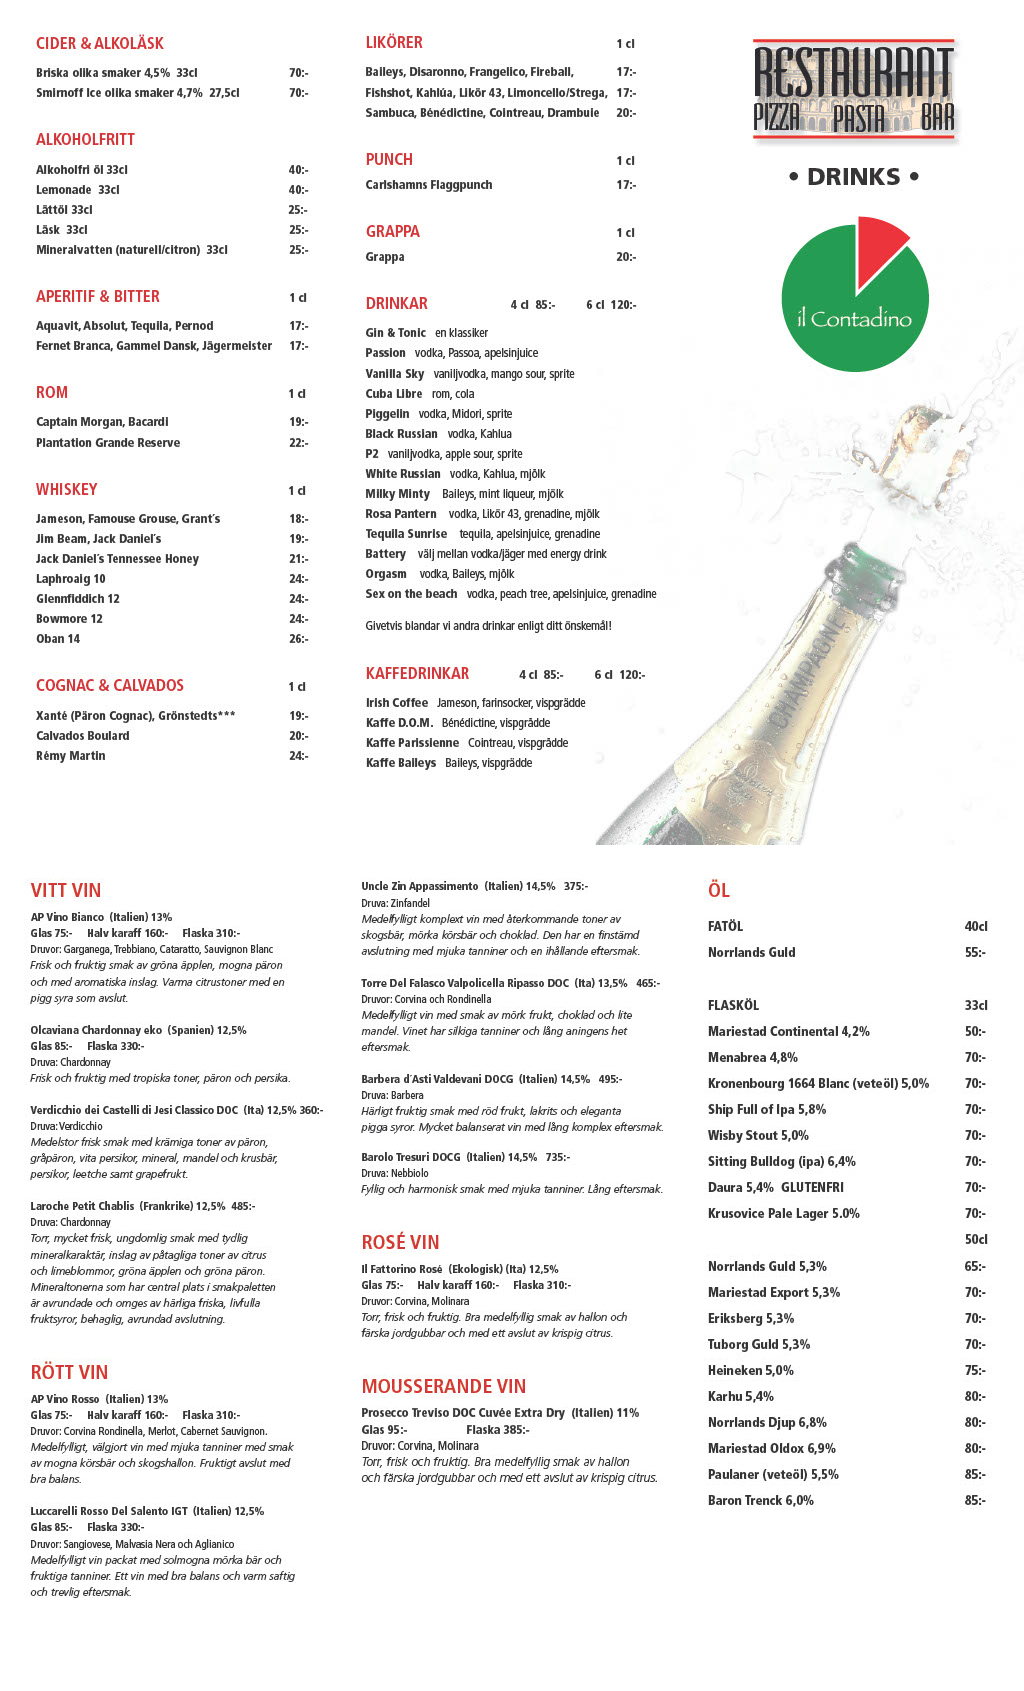 CIDER & ALKOLÄSK
Briska olika smaker 4,5% 33cl 70:-
Smirnoff Ice olika smaker 4,7% 27,5cl 70:-
ALKOHOLFRITT
Alkoholfri öl 33cl 40:-
Lemonade 33cl 40:-
Lättöl 33cl 25:-
Läsk 33cl 25:-
Mineralvatten (naturell/citron) 33cl 25:-
APERITIF & BITTER 1 cl
Aquavit, Absolut, Tequila, Pernod 17:-
Fernet Branca, Gammel Dansk, Jägermeister 17:-
ROM 1 cl
Captain Morgan, Bacardi 19:-
Plantation Grande Reserve 22:-
WHISKEY 1 cl
Jameson, Famouse Grouse, Grant´s 18:-
Jim Beam, Jack Daniel´s 19:-
Jack Daniel´s Tennessee Honey 21:-
Laphroaig 10 24:-
Glennfiddich 12 24:-
Bowmore 12 24:-
Oban 14 26:-
COGNAC & CALVADOS 1 cl
Xanté (Päron Cognac), Grönstedts*** 19:-
Calvados Boulard 20:-
Rémy Martin 24:-
LIKÖRER 1 cl
Baileys, Disaronno, Frangelico, Fireball, 17:-
Fishshot, Kahlúa, Likör 43, Limoncello/Strega, 17:-
Sambuca, Bénédictine, Cointreau, Drambuie 20:-
PUNCH 1 cl
Carlshamns Flaggpunch 17:-
GRAPPA 1 cl
Grappa 20:-
DRINKAR 4 cl 85:- 6 cl 120:-
Gin & Tonic en klassiker
Passion vodka, Passoa, apelsinjuice
Vanilla Sky vaniljvodka, mango sour, sprite
Cuba Libre rom, cola
Piggelin vodka, Midori, sprite
Black Russian vodka, Kahlua
P2 vaniljvodka, apple sour, sprite
White Russian vodka, Kahlua, mjölk
Milky Minty Baileys, mint liqueur, mjölk
Rosa Pantern vodka, Likör 43, grenadine, mjölk
Tequila Sunrise tequila, apelsinjuice, grenadine
Battery välj mellan vodka/jäger med energy drink
Orgasm vodka, Baileys, mjölk
Sex on the beach vodka, peach tree, apelsinjuice, grenadine
Givetvis blandar vi andra drinkar enligt ditt önskemål!
KAFFEDRINKAR 4 cl 85:- 6 cl 120:-
Irish Coffee Jameson, farinsocker, vispgrädde
Kaffe D.O.M. Bénédictine, vispgrädde
Kaffe Parissienne Cointreau, vispgrädde
Kaffe Baileys Baileys, vispgrädde
RESTAURANT
PIZZA PASTA BAR
• DRINKS •
il Contadino
CHAMPAGNE
VITT VIN
AP Vino Bianco (Italien) 13%
Glas 75:- Halv karaff 160:- Flaska 310:-
Druvor: Garganega, Trebbiano, Cataratto, Sauvignon Blanc
Frisk och fruktig smak av gröna äpplen, mogna päron
och med aromatiska inslag. Varma citrustoner med en
pigg syra som avslut.
Olcaviana Chardonnay eko (Spanien) 12,5%
Glas 85:- Flaska 330:-
Druva: Chardonnay
Frisk och fruktig med tropiska toner, päron och persika.
Verdicchio dei Castelli di Jesi Classico DOC (Ita) 12,5% 360:-
Druva: Verdicchio
Medelstor frisk smak med krämiga toner av päron,
gråpäron, vita persikor, mineral, mandel och krusbär,
persikor, leetche samt grapefrukt.
Laroche Petit Chablis (Frankrike) 12,5% 485:-
Druva: Chardonnay
Torr, mycket frisk, ungdomlig smak med tydlig
mineralkaraktär, inslag av påtagliga toner av citrus
och limeblommor, gröna äpplen och gröna päron.
Mineraltonerna som har central plats i smakpaletten
är avrundade och omges av härliga friska, livfulla
fruktsyror, behaglig, avrundad avslutning.
RÖTT VIN
AP Vino Rosso (Italien) 13%
Glas 75:- Halv karaff 160:- Flaska 310:-
Druvor: Corvina Rondinella, Merlot, Cabernet Sauvignon.
Medelfylligt, välgjort vin med mjuka tanniner med smak
av mogna körsbär och skogshallon. Fruktigt avslut med
bra balans.
Luccarelli Rosso Del Salento IGT (Italien) 12,5%
Glas 85:- Flaska 330:-
Druvor: Sangiovese, Malvasia Nera och Aglianico
Medelfylligt vin packat med solmogna mörka bär och
fruktiga tanniner. Ett vin med bra balans och varm saftig
och trevlig eftersmak.
Uncle Zin Appassimento (Italien) 14,5% 375:-
Druva: Zinfandel
Medelfylligt komplext vin med återkommande toner av
skogsbär, mörka körsbär och choklad. Den har en finstämd
avslutning med mjuka tanniner och en ihållande eftersmak.
Torre Del Falasco Valpolicella Ripasso DOC (Ita) 13,5% 465:-
Druvor: Corvina och Rondinella
Medelfylligt vin med smak av mörk frukt, choklad och lite
mandel. Vinet har silkiga tanniner och lång aningens het
eftersmak.
Barbera d´Asti Valdevani DOCG (Italien) 14,5% 495:-
Druva: Barbera
Härligt fruktig smak med röd frukt, lakrits och eleganta
pigga syror. Mycket balanserat vin med lång komplex eftersmak.
Barolo Tresuri DOCG (Italien) 14,5% 735:-
Druva: Nebbiolo
Fyllig och harmonisk smak med mjuka tanniner. Lång eftersmak.
ROSÉ VIN
Il Fattorino Rosé (Ekologisk) (Ita) 12,5%
Glas 75:- Halv karaff 160:- Flaska 310:-
Druvor: Corvina, Molinara
Torr, frisk och fruktig. Bra medelfyllig smak av hallon och
färska jordgubbar och med ett avslut av krispig citrus.
MOUSSERANDE VIN
Prosecco Treviso DOC Cuvée Extra Dry (Italien) 11%
Glas 95:- Flaska 385:-
Druvor: Corvina, Molinara
Torr, frisk och fruktig. Bra medelfyllig smak av hallon
och färska jordgubbar och med ett avslut av krispig citrus.
ÖL
FATÖL 40cl
Norrlands Guld 55:-
FLASKÖL 33cl
Mariestad Continental 4,2% 50:-
Menabrea 4,8% 70:-
Kronenbourg 1664 Blanc (veteöl) 5,0% 70:-
Ship Full of Ipa 5,8% 70:-
Wisby Stout 5,0% 70:-
Sitting Bulldog (ipa) 6,4% 70:-
Daura 5,4% GLUTENFRI 70:-
Krusovice Pale Lager 5.0% 70:-
50cl
Norrlands Guld 5,3% 65:-
Mariestad Export 5,3% 70:-
Eriksberg 5,3% 70:-
Tuborg Guld 5,3% 70:-
Heineken 5,0% 75:-
Karhu 5,4% 80:-
Norrlands Djup 6,8% 80:-
Mariestad Oldox 6,9% 80:-
Paulaner (veteöl) 5,5% 85:-
Baron Trenck 6,0% 85:-